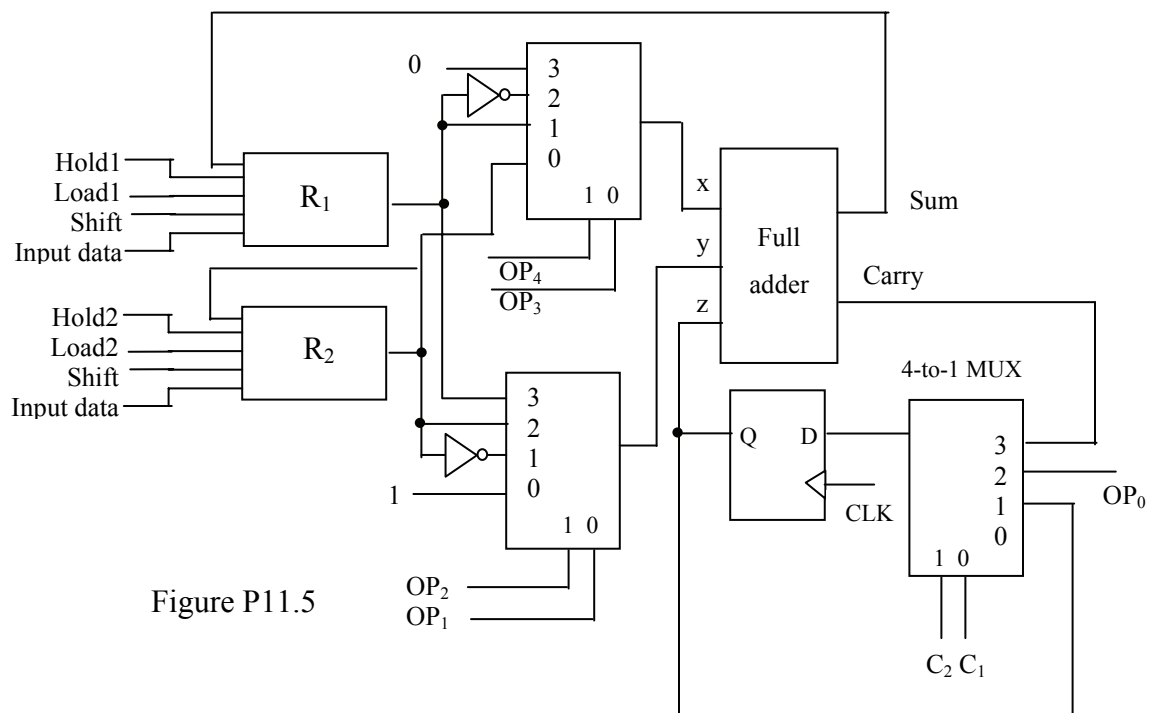 0
3
2
1
0
1 0
Hold1
Load1
Shift
Input data
R1
OP4
OP3
x
y
z
Full
adder
Sum
Carry
Hold2
Load2
Shift
Input data
R2
3
2
1
0
1
1 0
OP2
OP1
4-to-1 MUX
Q D
CLK
3
2
1
0
1 0
OP0
C2 C1
Figure P11.5